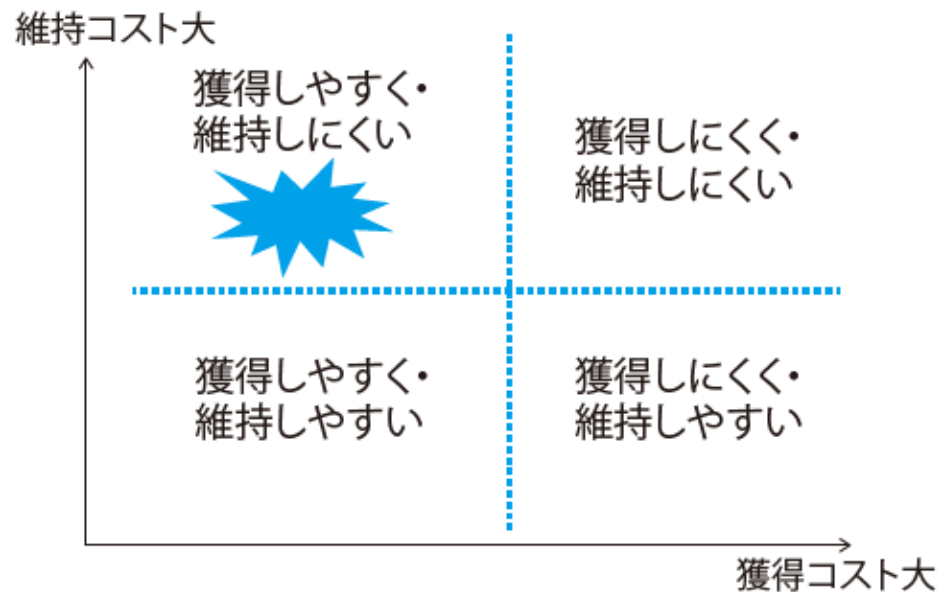 維持コスト大
獲得しやすく・
維持しにくい
獲得しにくく・
維持しにくい
獲得しやすく・
維持しやすい
獲得しにくく・
維持しやすい
獲得コスト大